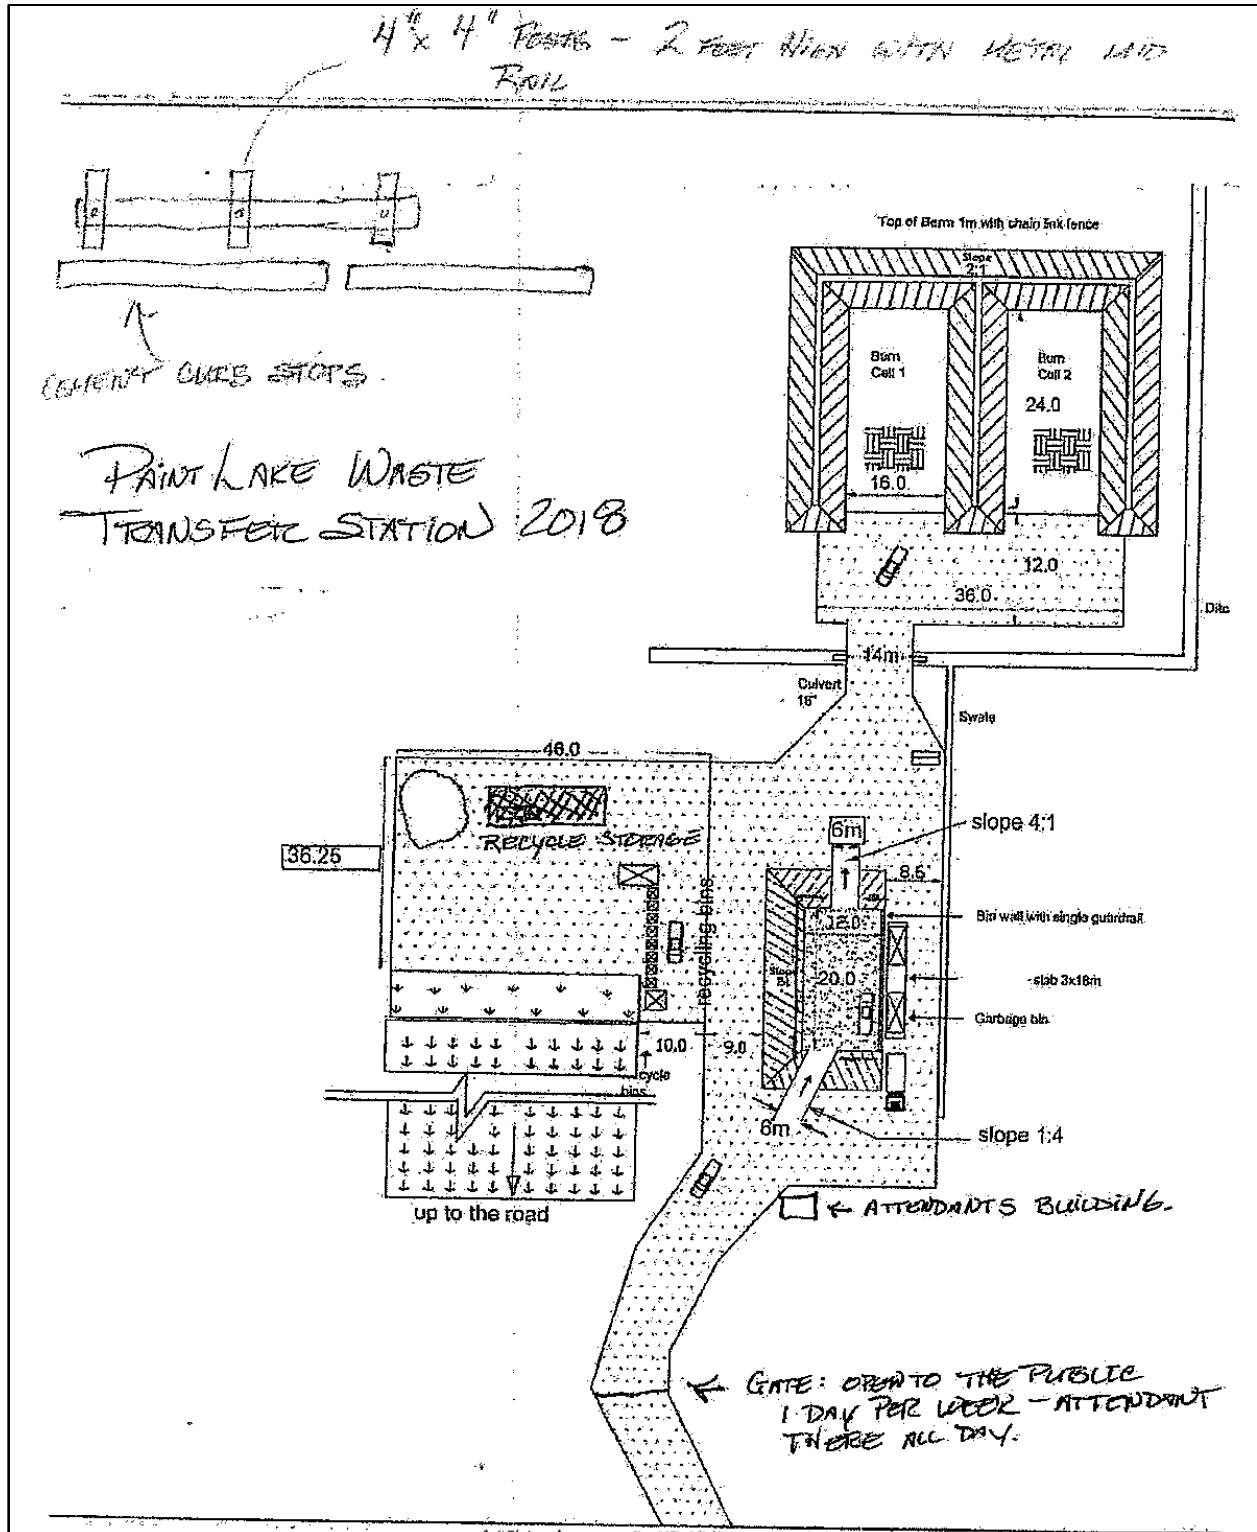 4" x 4" POSTS - 2 FEET HIGH WITH METAL MID
RAIL
CEMENT CURB STOPS.
PAINT LAKE WASTE
TRANSFER STATION 2018
Top of Berm 1m with chain link fence
Slope
2:1
Burn
Cell 1
Burn
Cell 2
24.0
16.0
12.0
36.0
14m
Culvert
Swale
46.0
RECYCLE STORAGE
36.25
6m
slope 4:1
8.6
recycling bins
12.0
Bin wall with single guardrail
20.0
slab 3x18m
Garbage bin
10.0
9.0
cycle
bins
6m
slope 1:4
up to the road
← ATTENDANTS BUILDING.
← GATE: OPEN TO THE PUBLIC
1 DAY PER WEEK - ATTENDANT
THERE ALL DAY.